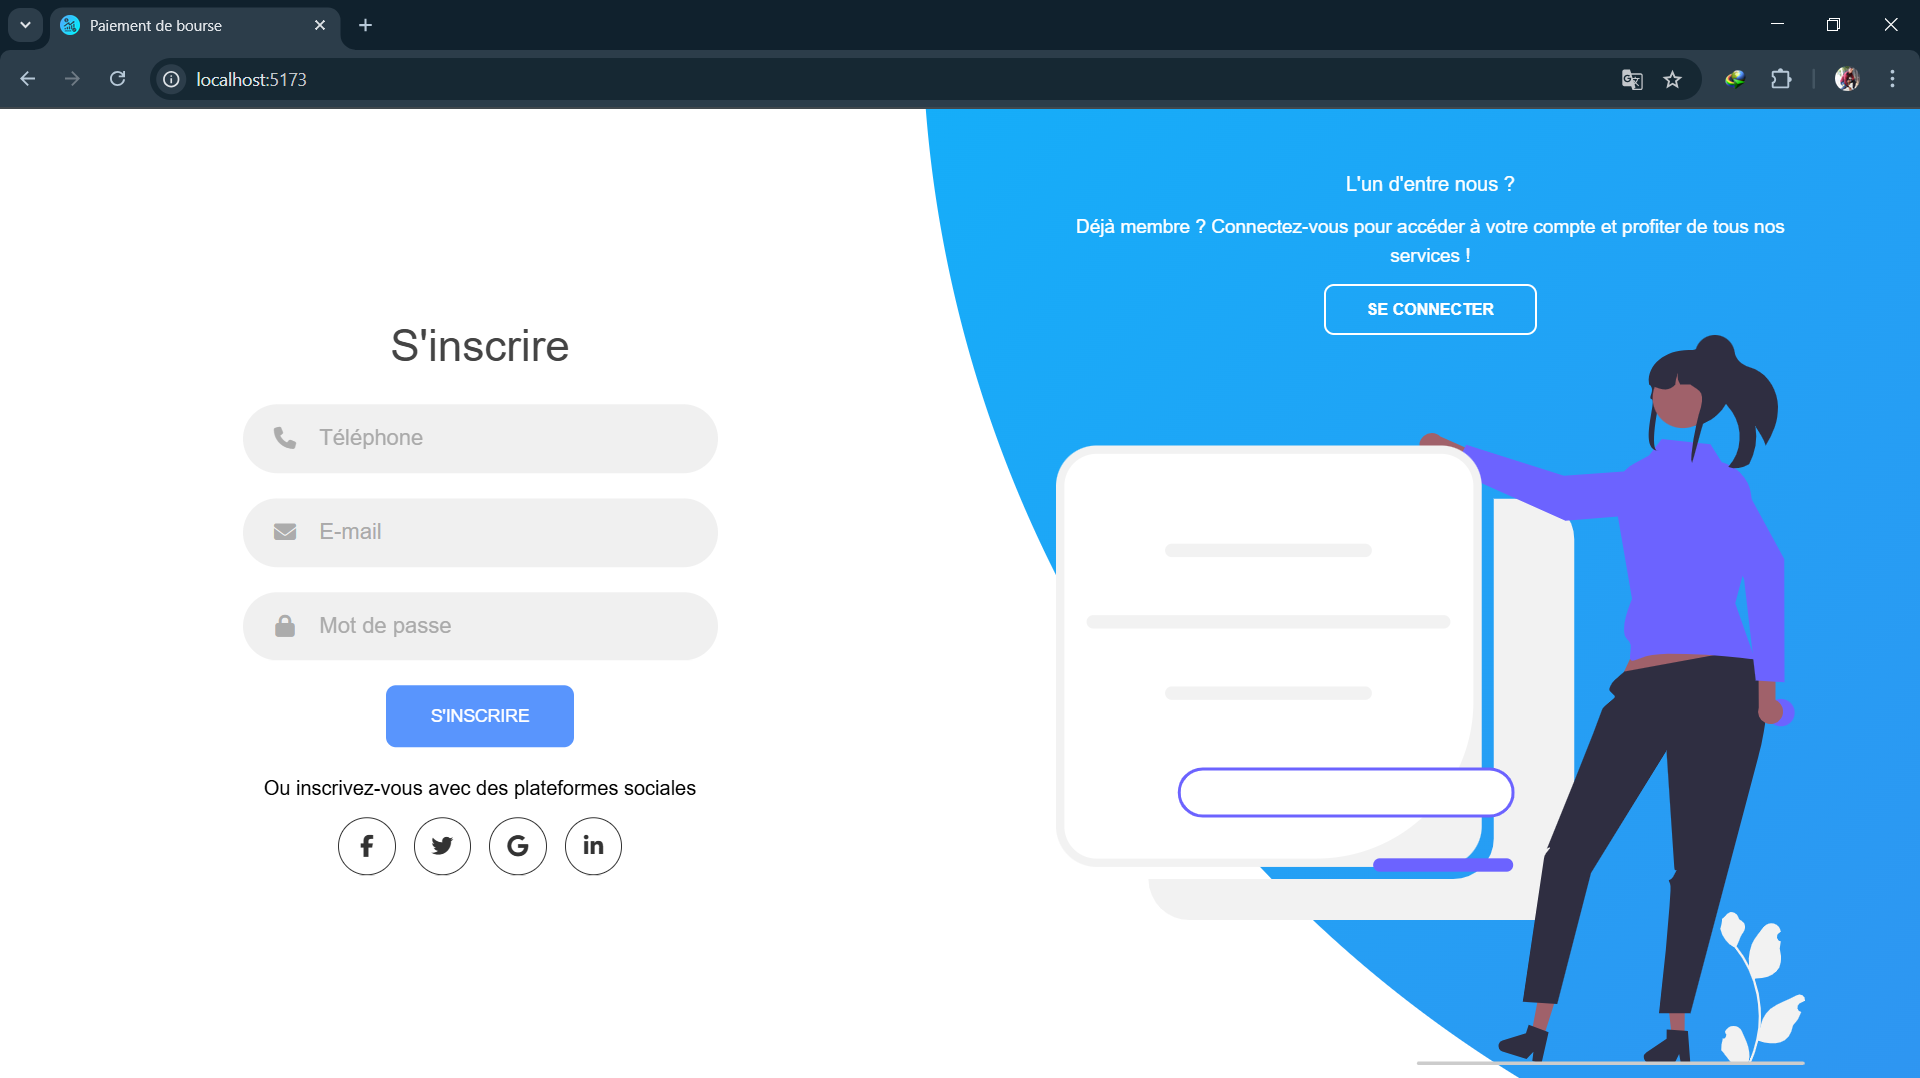 Paiement de bourse
localhost:5173
L'un d'entre nous ?
Déjà membre ? Connectez-vous pour accéder à votre compte et profiter de tous nos
services !
SE CONNECTER
S'inscrire
Téléphone
E-mail
Mot de passe
S'INSCRIRE
Ou inscrivez-vous avec des plateformes sociales